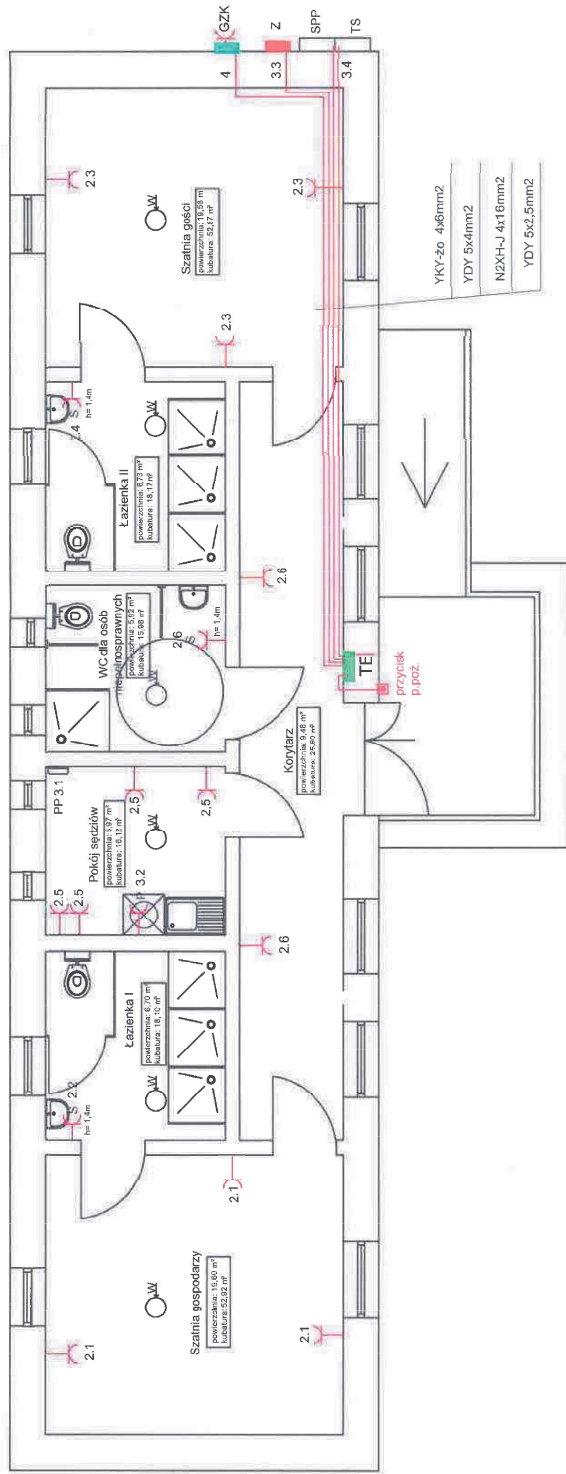 2.1
Szatnia gospodarzy
powierzchnia: 19,60 m²
kubatura: 52,92 m³
W
2.1
2.1
S 2.2
h= 1,4m
Łazienka I
powierzchnia: 6,70 m²
kubatura: 18,10 m³
W
2.5
2.5
PP 3.1
Pokój sędziów
powierzchnia: 5,97 m²
kubatura: 16,12 m³
3.2
W
2,5
2,5
WC dla osób
niepełnosprawnych
powierzchnia: 5,92 m²
kubatura: 15,98 m³
W
2,6
S
h= 1,4m
S
h= 1,4m
Łazienka II
powierzchnia: 6,73 m²
kubatura: 18,17 m³
W
2.3
Szatnia gości
powierzchnia: 19,58 m
kubatura: 52,87 m³
W
2.3
2.3
GZK
4
Z
3.3
SPP
TS
3.4
2.6
2.6
Korytarz
powierzchnia: 9,48 m²
kubatura: 25,60 m³
TE
przycisk
p.poż.
YKY-żo 4x6mm2
YDY 5x4mm2
N2XH-J 4x16mm2
YDY 5x2,5mm2